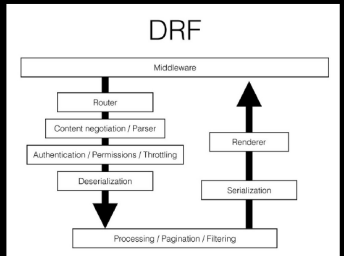 DRF
Middleware
Router
Content negotiation / Parser
Authentication / Permissions / Throttling
Deserialization
Renderer
Serialization
Processing / Pagination / Filtering